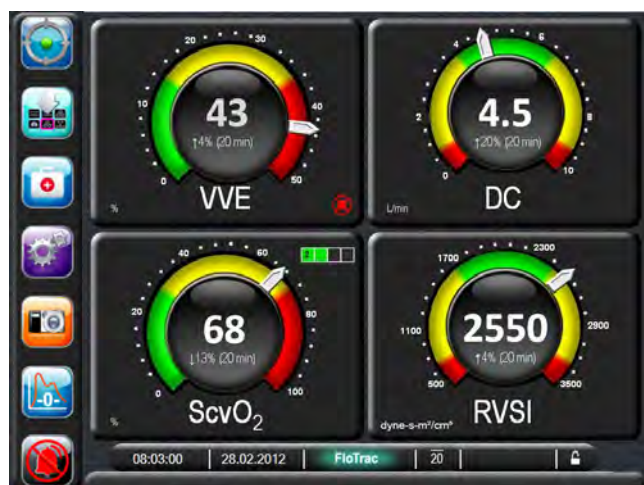 20 30
10 40
43
↑4% (20 min)
0 50
VVE
%
4 6
2 8
4.5
↑20% (20 min)
0 10
DC
L/min
40 60
20 80
68
↓13% (20 min)
0 100
ScvO₂
%
1700 2300
1100 2900
2550
↑4% (20 min)
500 3500
RVSI
dyne-s-m²/cm⁵
-0-
08:03:00 28.02.2012 FloTrac 20